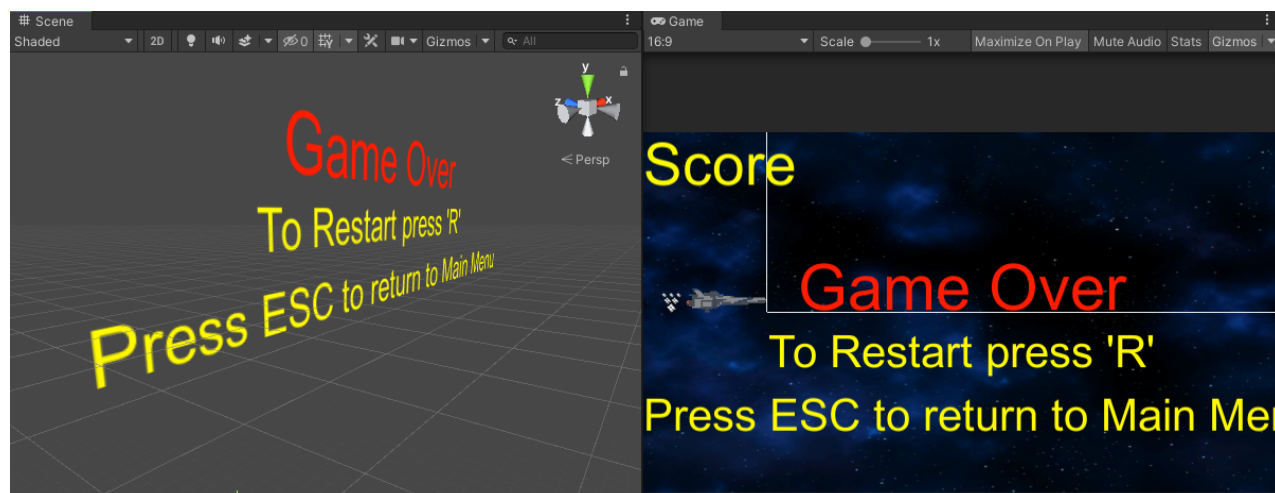 Scene
Shaded 2D 0 Gizmos All
y
z x
Persp
Game Over
To Restart press 'R'
Press ESC to return to Main Menu
Game
16:9 Scale 1x Maximize On Play Mute Audio Stats Gizmos
Score
Game Over
To Restart press 'R'
Press ESC to return to Main Me